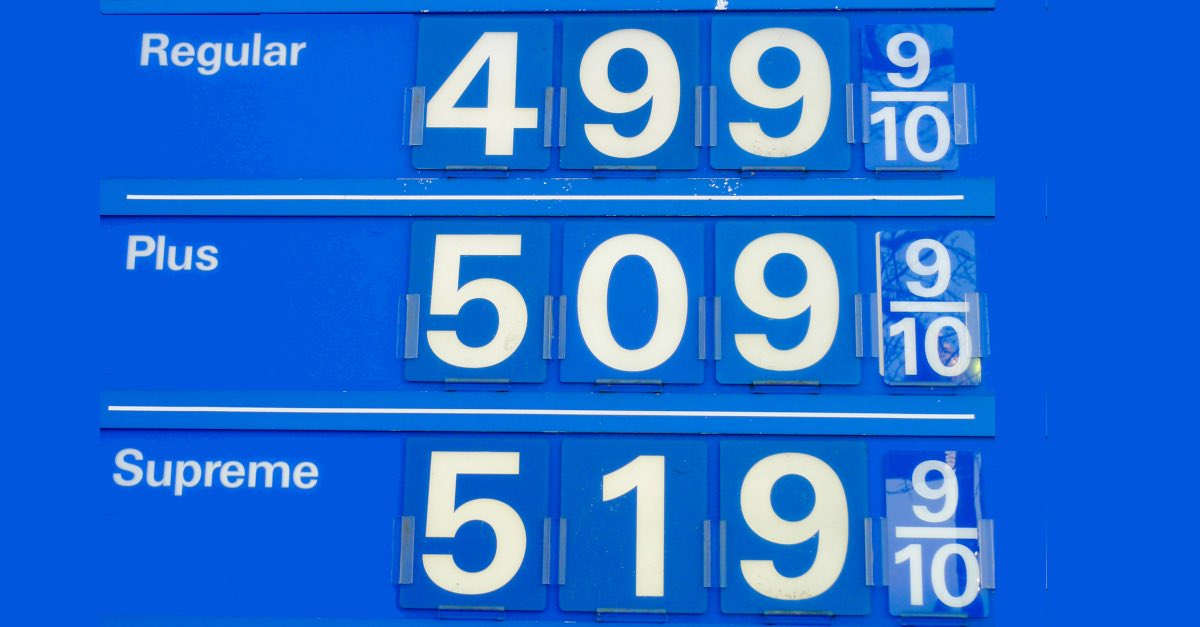 Regular 499 9/10
Plus 509 9/10
Supreme 519 9/10